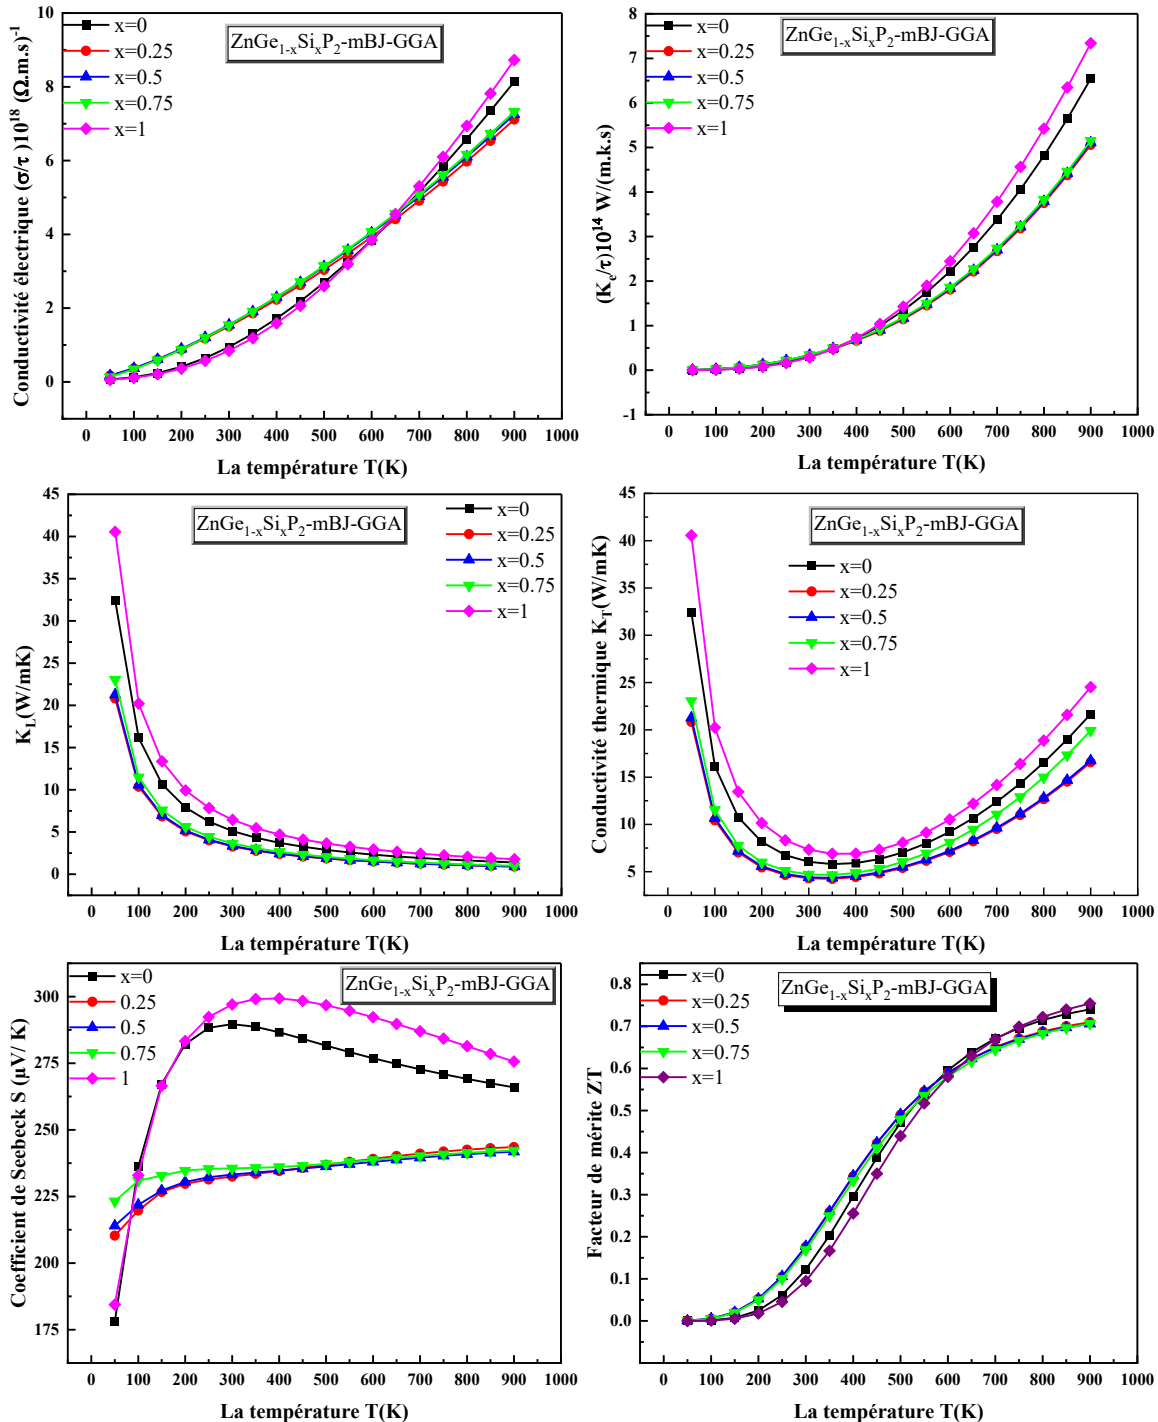 Conductivité électrique (σ/τ )10^18 (Ω.m.s)^-1
10
8
6
4
2
0
x=0
x=0.25
x=0.5
x=0.75
x=1
ZnGe1-xSixP2-mBJ-GGA
0 100 200 300 400 500 600 700 800 900 1000
La température T(K)
(Ke/τ)10^14 W/(m.k.s)
8
7
6
5
4
3
2
1
0
-1
x=0
x=0.25
x=0.5
x=0.75
x=1
ZnGe1-xSixP2-mBJ-GGA
0 100 200 300 400 500 600 700 800 900 1000
La température T(K)
KL(W/mK)
45
40
35
30
25
20
15
10
5
0
ZnGe1-xSixP2-mBJ-GGA
x=0
x=0.25
x=0.5
x=0.75
x=1
0 100 200 300 400 500 600 700 800 900 1000
La température T(K)
Conductivité thermique KT(W/mK)
45
40
35
30
25
20
15
10
5
ZnGe1-xSixP2-mBJ-GGA
x=0
x=0.25
x=0.5
x=0.75
x=1
0 100 200 300 400 500 600 700 800 900 1000
La température T(K)
Coefficient de Seebeck S (µV/ K)
300
275
250
225
200
175
x=0
0.25
0.5
0.75
1
ZnGe1-xSixP2-mBJ-GGA
0 100 200 300 400 500 600 700 800 900 1000
La température T(K)
Facteur de mérite ZT
0.8
0.7
0.6
0.5
0.4
0.3
0.2
0.1
0.0
x=0
x=0.25
x=0.5
x=0.75
x=1
ZnGe1-xSixP2-mBJ-GGA
0 100 200 300 400 500 600 700 800 900 1000
La température T(K)